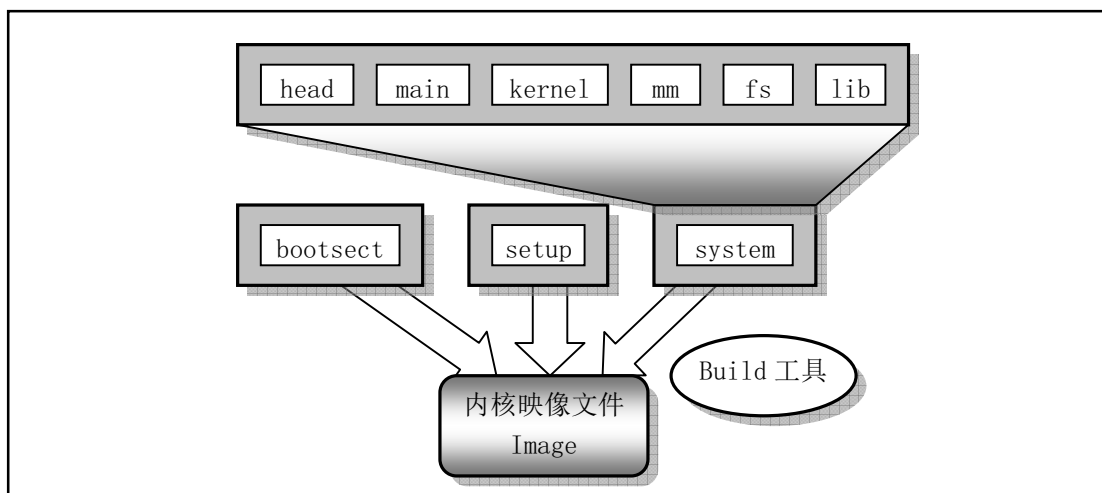 head main kernel mm fs lib
bootsect setup system
Build 工具
内核映像文件
Image